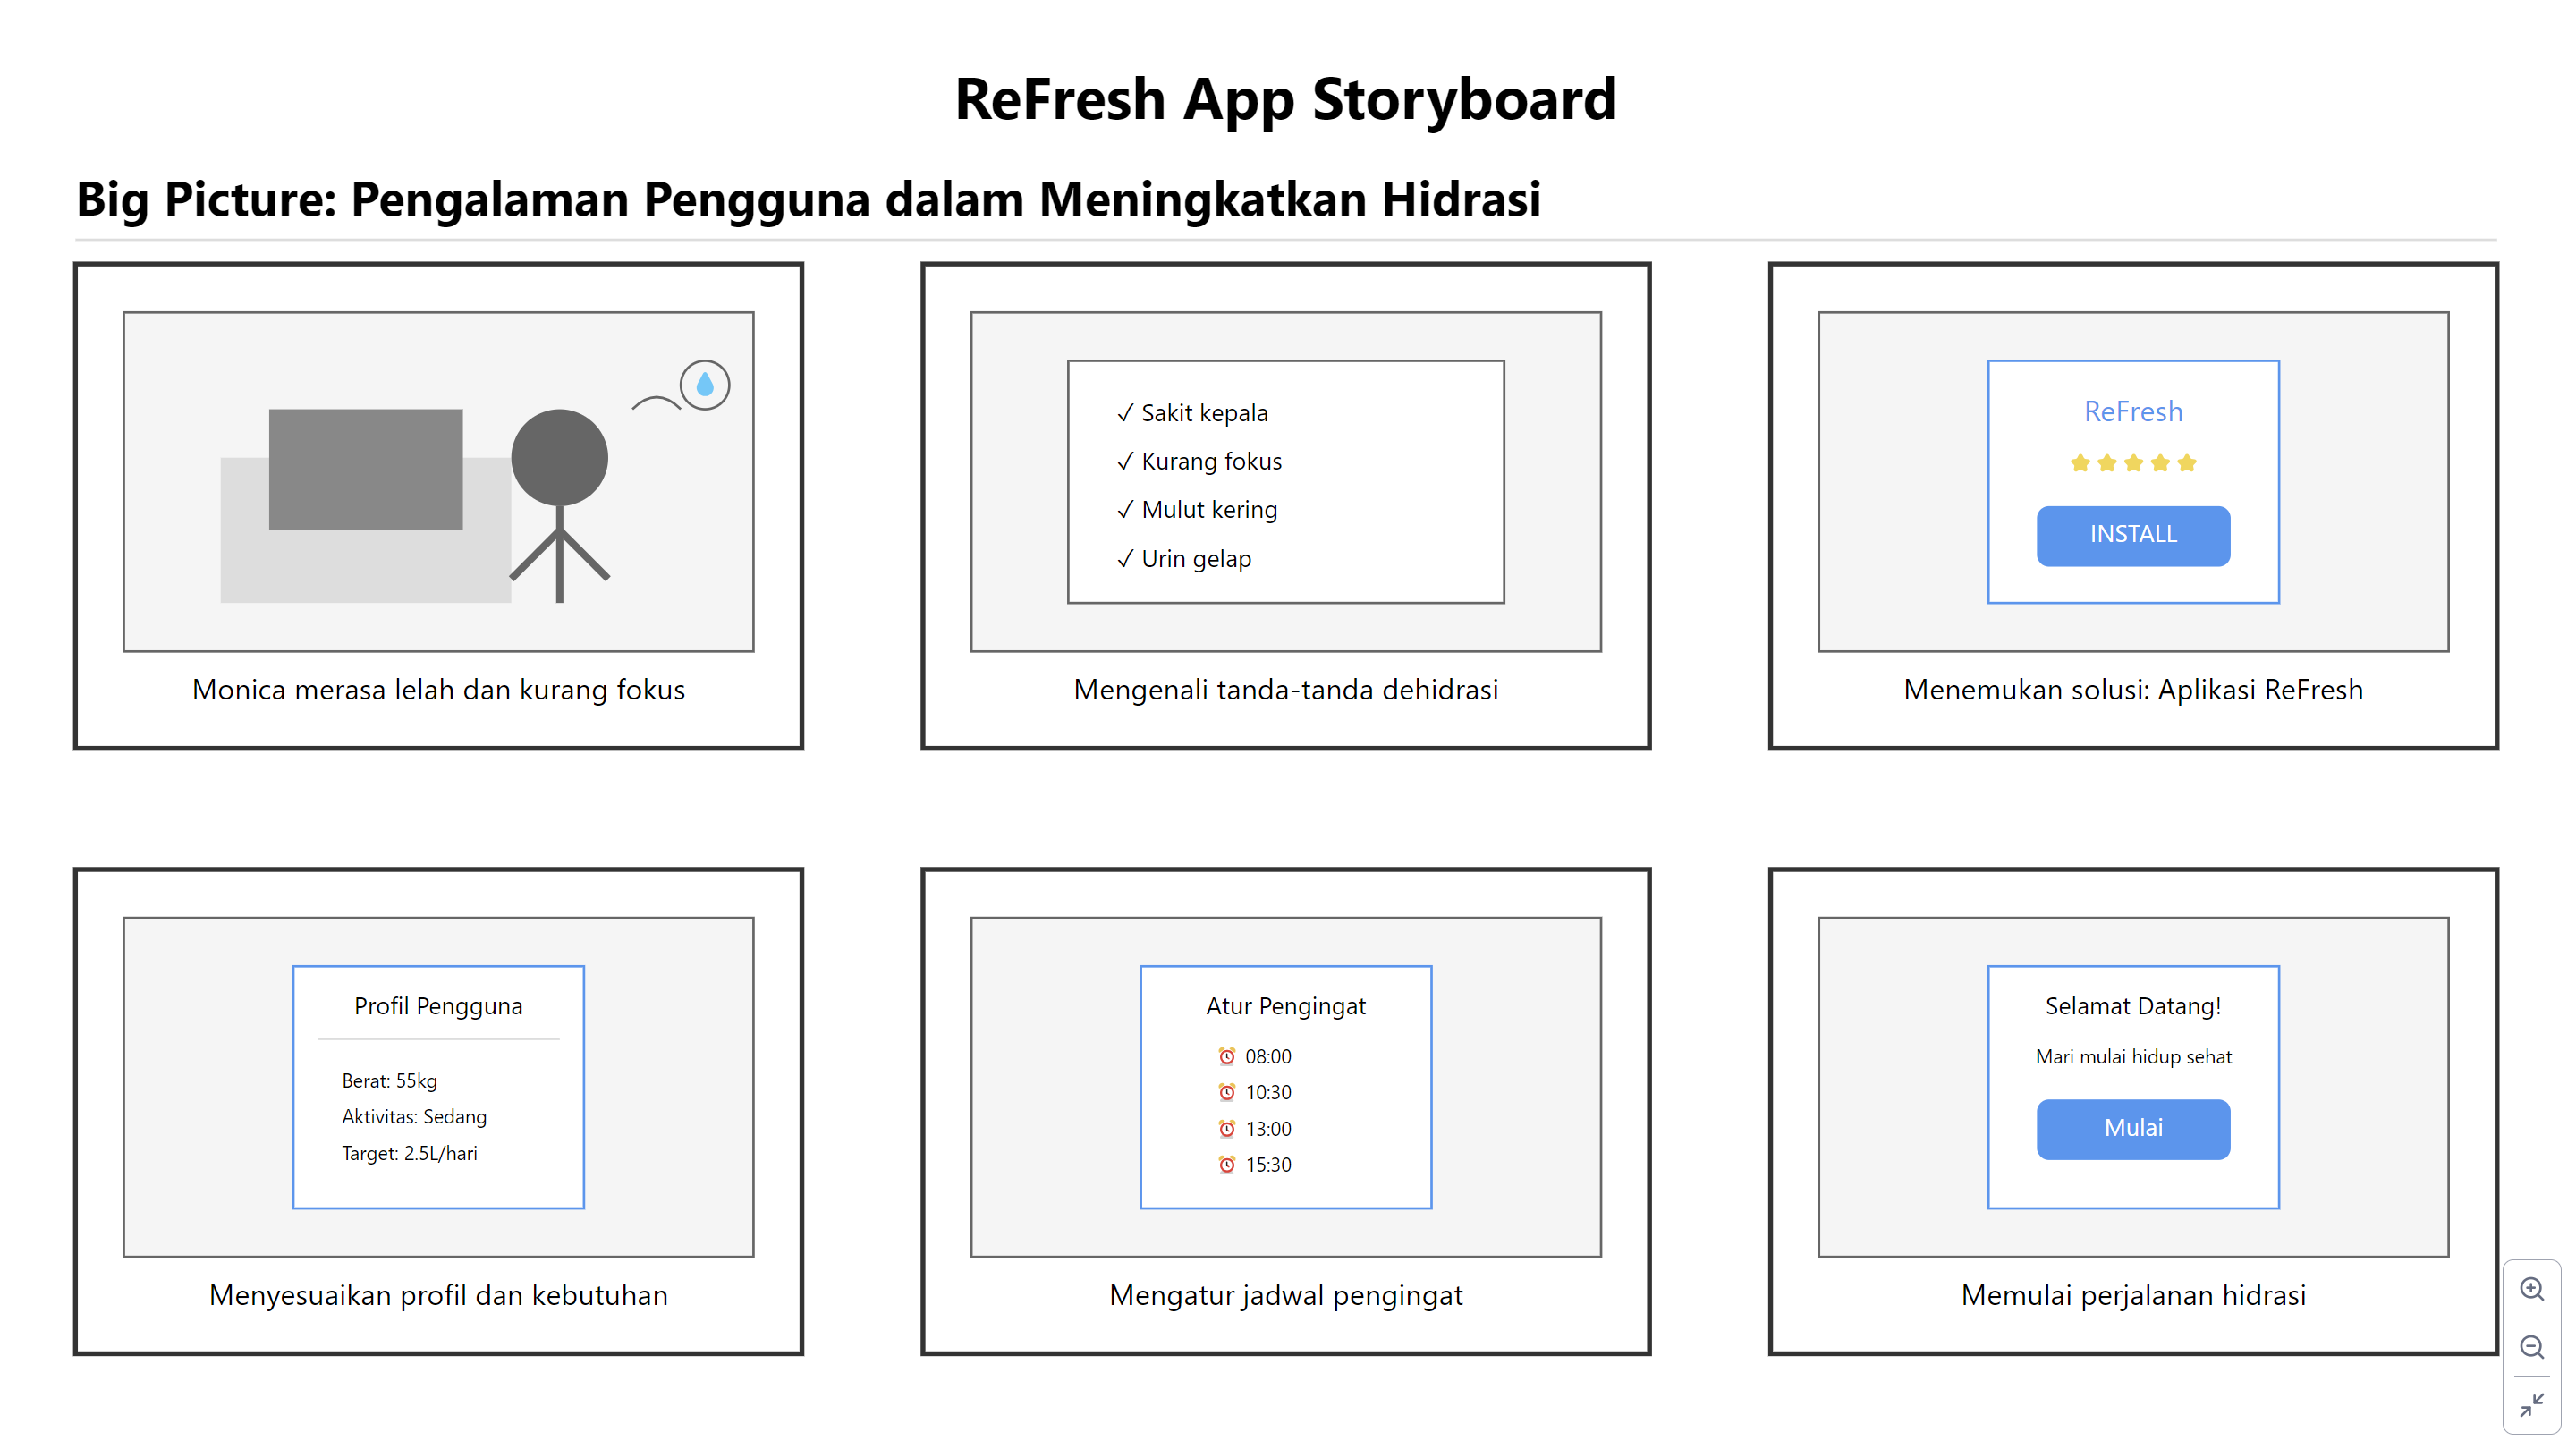 ReFresh App Storyboard
Big Picture: Pengalaman Pengguna dalam Meningkatkan Hidrasi
Monica merasa lelah dan kurang fokus
✓ Sakit kepala
✓ Kurang fokus
✓ Mulut kering
✓ Urin gelap
Mengenali tanda-tanda dehidrasi
ReFresh
INSTALL
Menemukan solusi: Aplikasi ReFresh
Profil Pengguna
Berat: 55kg
Aktivitas: Sedang
Target: 2.5L/hari
Menyesuaikan profil dan kebutuhan
Atur Pengingat
08:00
10:30
13:00
15:30
Mengatur jadwal pengingat
Selamat Datang!
Mari mulai hidup sehat
Mulai
Memulai perjalanan hidrasi